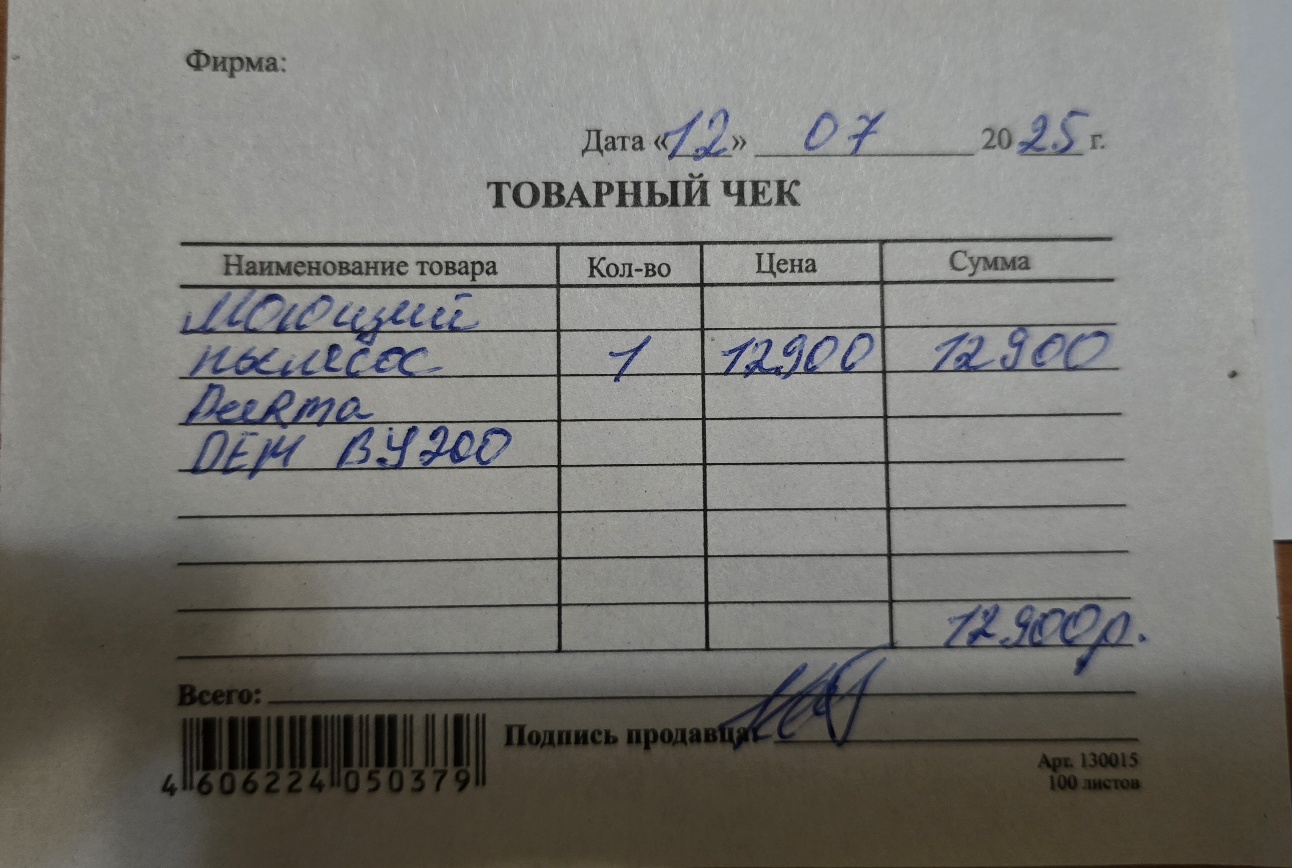 Фирма:
Дата «12» 07 2025 г.
ТОВАРНЫЙ ЧЕК
Наименование товара Кол-во Цена Сумма
Моющий
пылесос 1 12900 12900
Deerma
DEM BY200
12900р.
Всего:
Подпись продавца:
4 606224 050379
Арт. 130015
100 листов